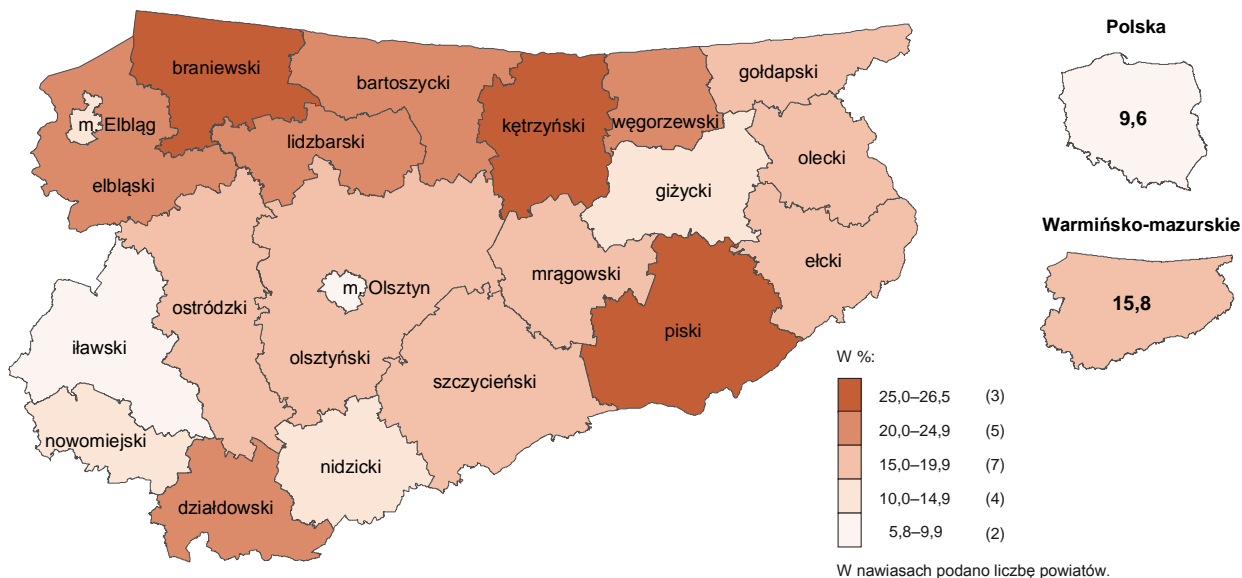 Polska
9,6
Warmińsko-mazurskie
15,8
braniewski
bartoszycki
gołdapski
m. Elbląg
kętrzyński
węgorzewski
lidzbarski
olecki
elbląski
giżycki
ełcki
mrągowski
m. Olsztyn
ostródzki
piski
iławski
olsztyński
szczycieński
nowomiejski
nidzicki
działdowski
W %:
25,0–26,5 (3)
20,0–24,9 (5)
15,0–19,9 (7)
10,0–14,9 (4)
5,8–9,9 (2)
W nawiasach podano liczbę powiatów.